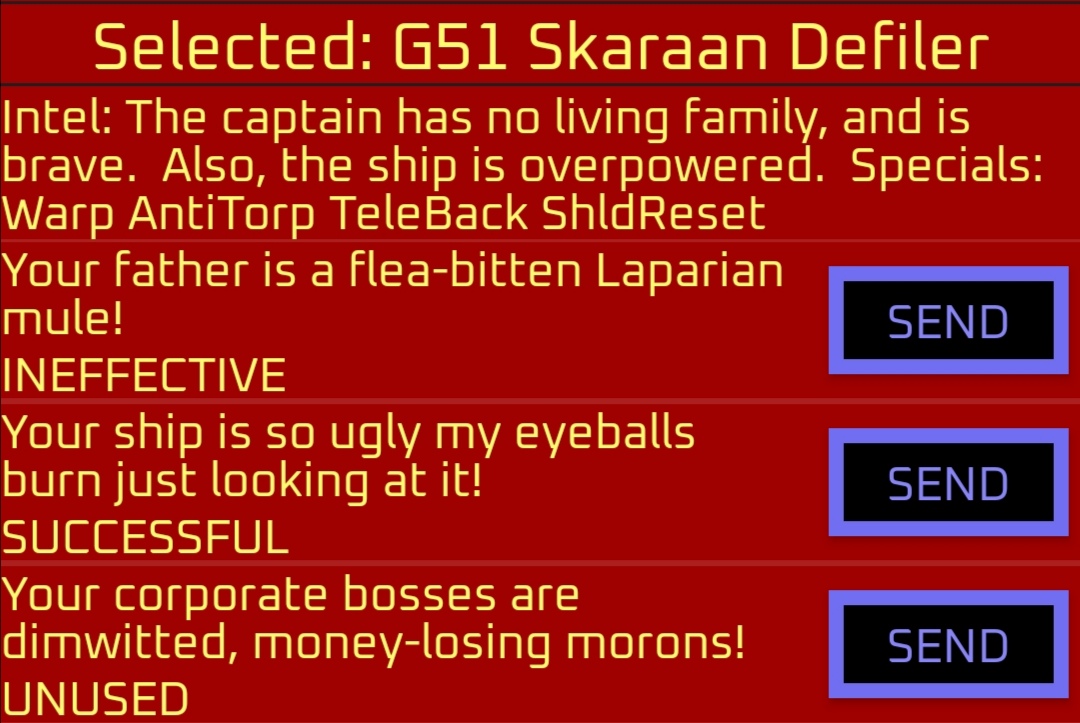 Selected: G51 Skaraan Defiler
Intel: The captain has no living family, and is
brave.  Also, the ship is overpowered.  Specials:
Warp AntiTorp TeleBack ShldReset
Your father is a flea-bitten Laparian
mule!
SEND
INEFFECTIVE
Your ship is so ugly my eyeballs
burn just looking at it!
SEND
SUCCESSFUL
Your corporate bosses are
dimwitted, money-losing morons!
SEND
UNUSED